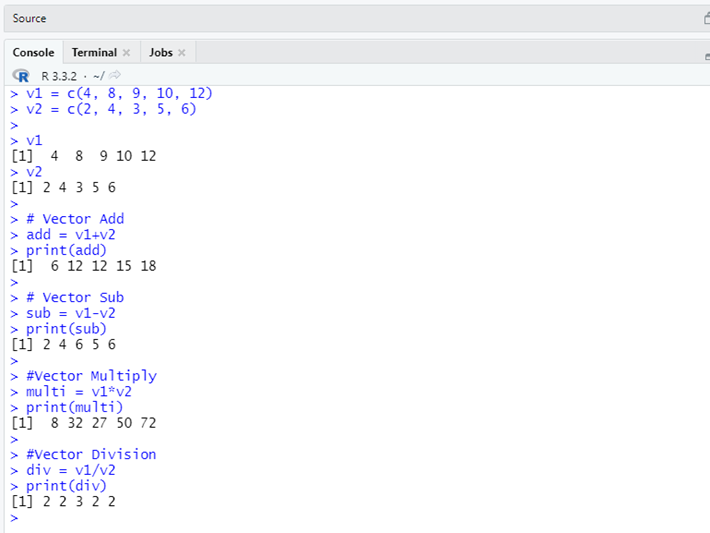 Source
Console Terminal × Jobs ×
R R 3.3.2 · ~/
> v1 = c(4, 8, 9, 10, 12)
> v2 = c(2, 4, 3, 5, 6)
>
> v1
[1]  4  8  9 10 12
> v2
[1] 2 4 3 5 6
>
> # Vector Add
> add = v1+v2
> print(add)
[1]  6 12 12 15 18
>
> # Vector Sub
> sub = v1-v2
> print(sub)
[1] 2 4 6 5 6
>
> #Vector Multiply
> multi = v1*v2
> print(multi)
[1]  8 32 27 50 72
>
> #Vector Division
> div = v1/v2
> print(div)
[1] 2 2 3 2 2
>